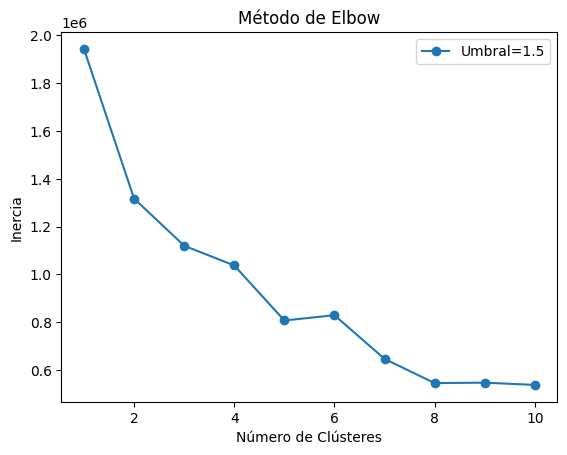 Método de Elbow
1e6
Umbral=1.5
2.0
1.8
1.6
1.4
1.2
1.0
0.8
0.6
Inercia
2 4 6 8 10
Número de Clústeres